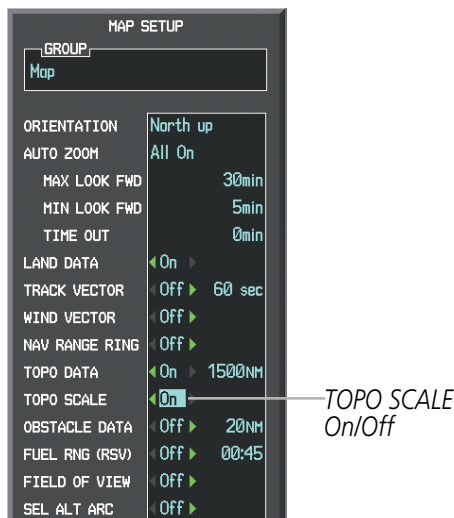 MAP SETUP
GROUP
Map
ORIENTATION North up
AUTO ZOOM All On
MAX LOOK FWD 30min
MIN LOOK FWD 5min
TIME OUT 0min
LAND DATA On
TRACK VECTOR Off 60 sec
WIND VECTOR Off
NAV RANGE RING Off
TOPO DATA On 1500NM
TOPO SCALE On
OBSTACLE DATA Off 20NM
FUEL RNG (RSV) Off 00:45
FIELD OF VIEW Off
SEL ALT ARC Off
TOPO SCALE
On/Off